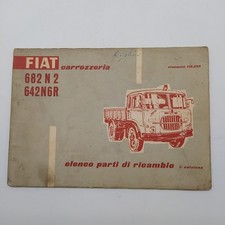 FIAT carrozzeria
682 N 2
642N6R
elenco parti di ricambio